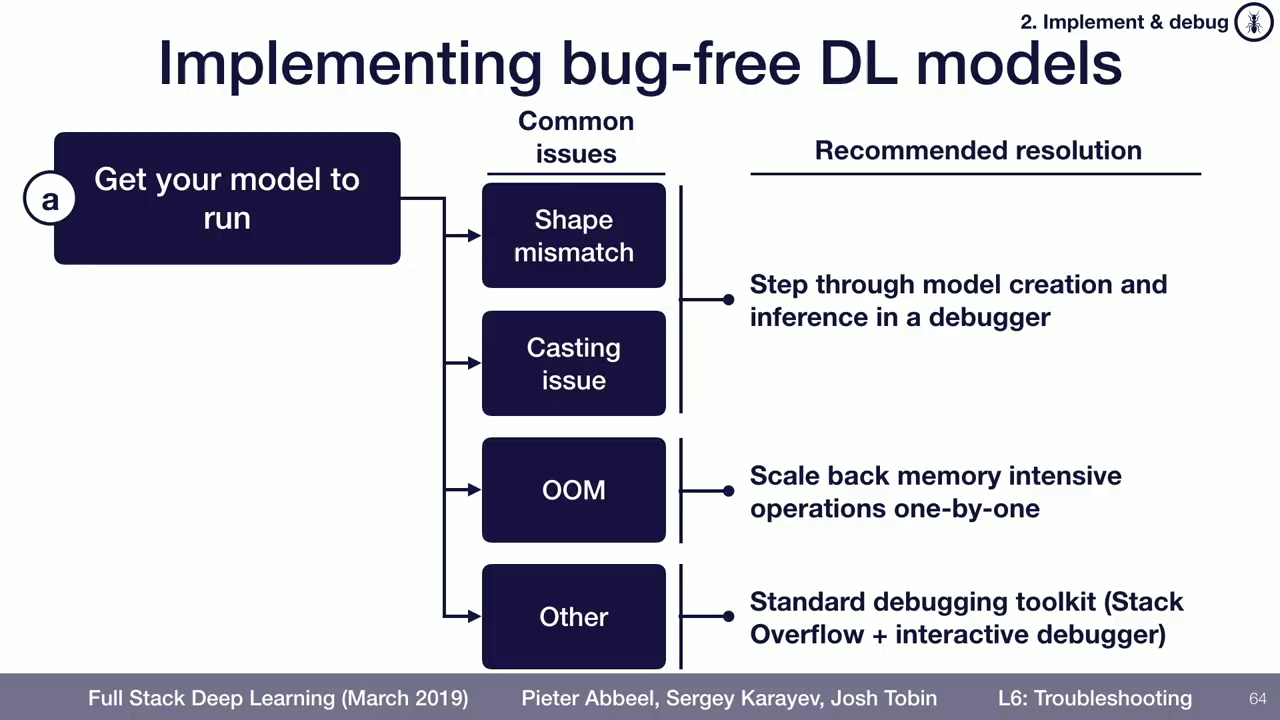 2. Implement & debug
Implementing bug-free DL models
Common
issues
Recommended resolution
a
Get your model to
run
Shape
mismatch
Step through model creation and
inference in a debugger
Casting
issue
OOM
Scale back memory intensive
operations one-by-one
Other
Standard debugging toolkit (Stack
Overflow + interactive debugger)
Full Stack Deep Learning (March 2019)
Pieter Abbeel, Sergey Karayev, Josh Tobin
L6: Troubleshooting
64